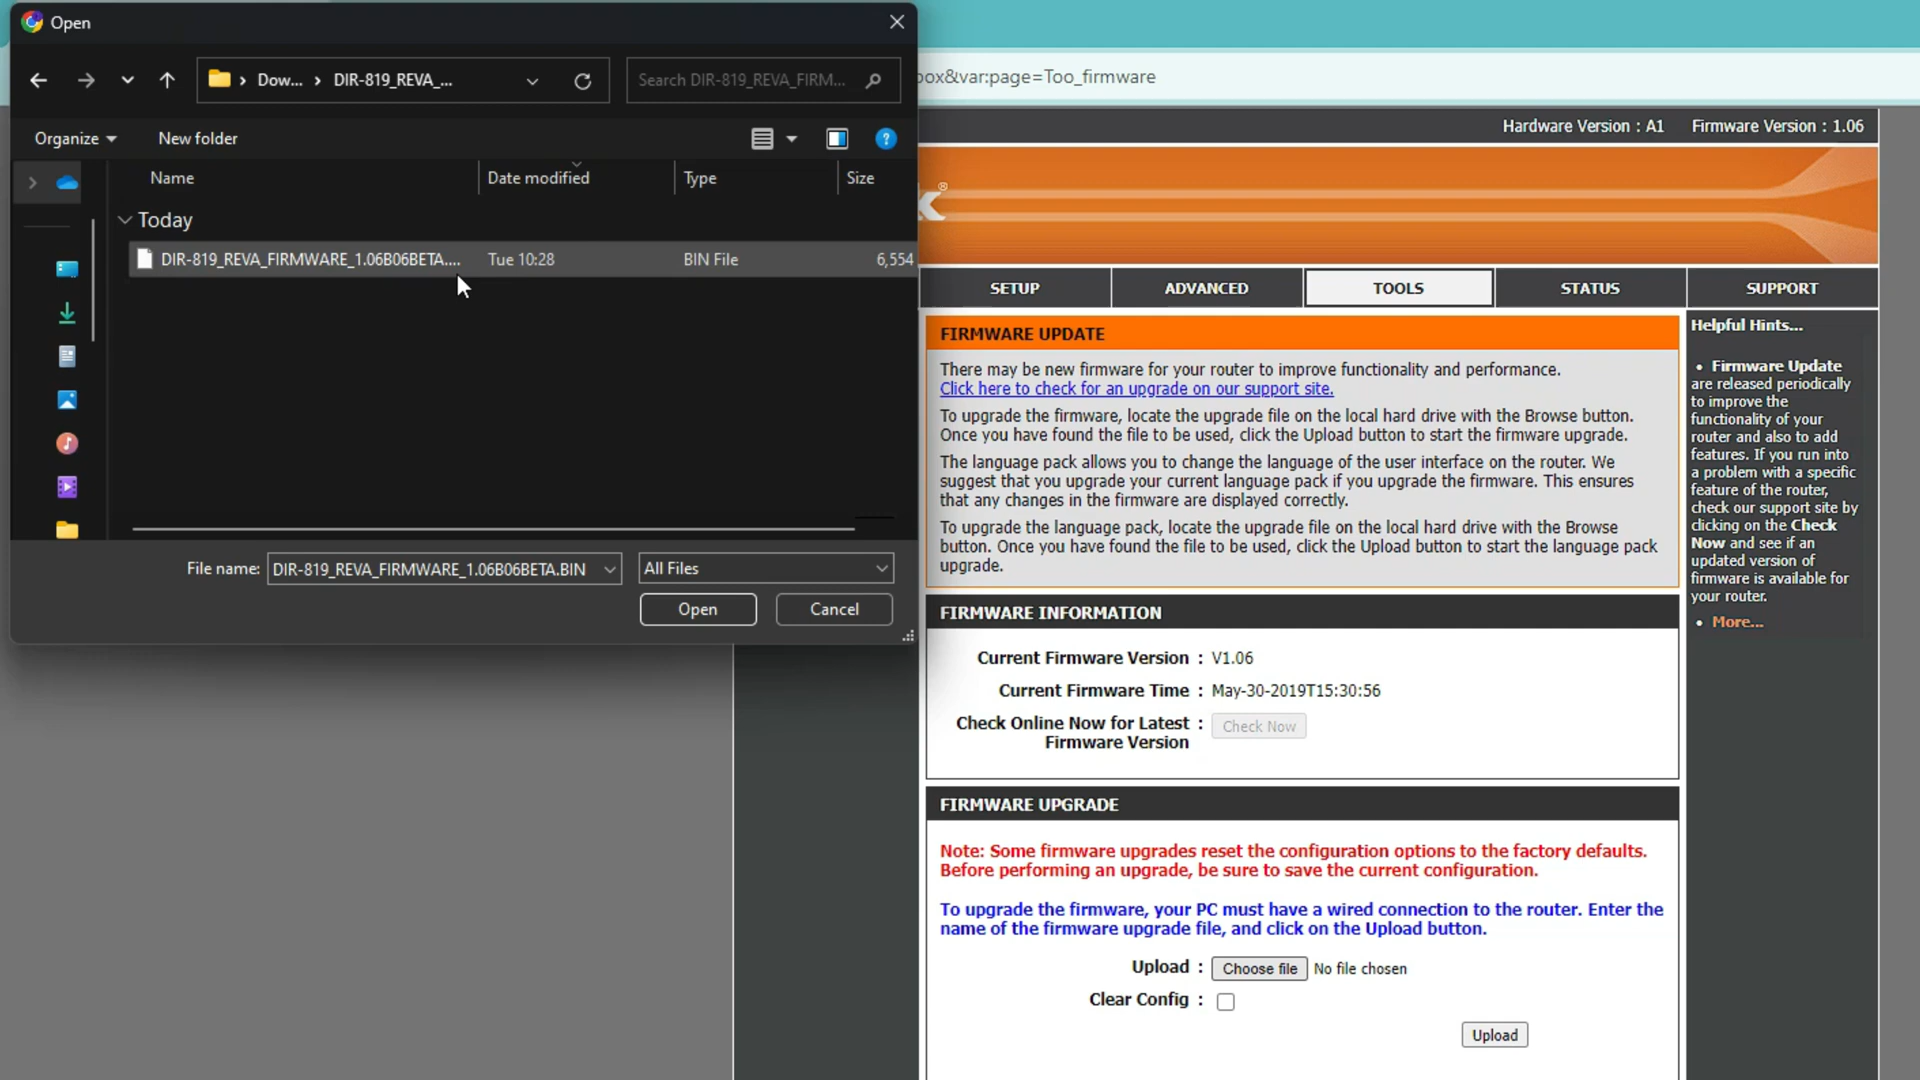 Open
Dow... > DIR-819_REVA_...
Search DIR-819_REVA_FIRM...
Organize
New folder
?
Name
Date modified
Type
Size
Today
DIR-819_REVA_FIRMWARE_1.06B06BETA....
Tue 10:28
BIN File
6,554
File name:
DIR-819_REVA_FIRMWARE_1.06B06BETA.BIN
All Files
Open
Cancel
box&var:page=Too_firmware
Hardware Version : A1
Firmware Version : 1.06
k®
SETUP
ADVANCED
TOOLS
STATUS
SUPPORT
FIRMWARE UPDATE
There may be new firmware for your router to improve functionality and performance.
Click here to check for an upgrade on our support site.
To upgrade the firmware, locate the upgrade file on the local hard drive with the Browse button.
Once you have found the file to be used, click the Upload button to start the firmware upgrade.
The language pack allows you to change the language of the user interface on the router. We
suggest that you upgrade your current language pack if you upgrade the firmware. This ensures
that any changes in the firmware are displayed correctly.
To upgrade the language pack, locate the upgrade file on the local hard drive with the Browse
button. Once you have found the file to be used, click the Upload button to start the language pack
upgrade.
FIRMWARE INFORMATION
Current Firmware Version : V1.06
Current Firmware Time : May-30-2019T15:30:56
Check Online Now for Latest :
Firmware Version
Check Now
FIRMWARE UPGRADE
Note: Some firmware upgrades reset the configuration options to the factory defaults.
Before performing an upgrade, be sure to save the current configuration.
To upgrade the firmware, your PC must have a wired connection to the router. Enter the
name of the firmware upgrade file, and click on the Upload button.
Upload : Choose file No file chosen
Clear Config :
Upload
Helpful Hints...
• Firmware Update
are released periodically
to improve the
functionality of your
router and also to add
features. If you run into
a problem with a specific
feature of the router,
check our support site by
clicking on the Check
Now and see if an
updated version of
firmware is available for
your router.
• More...